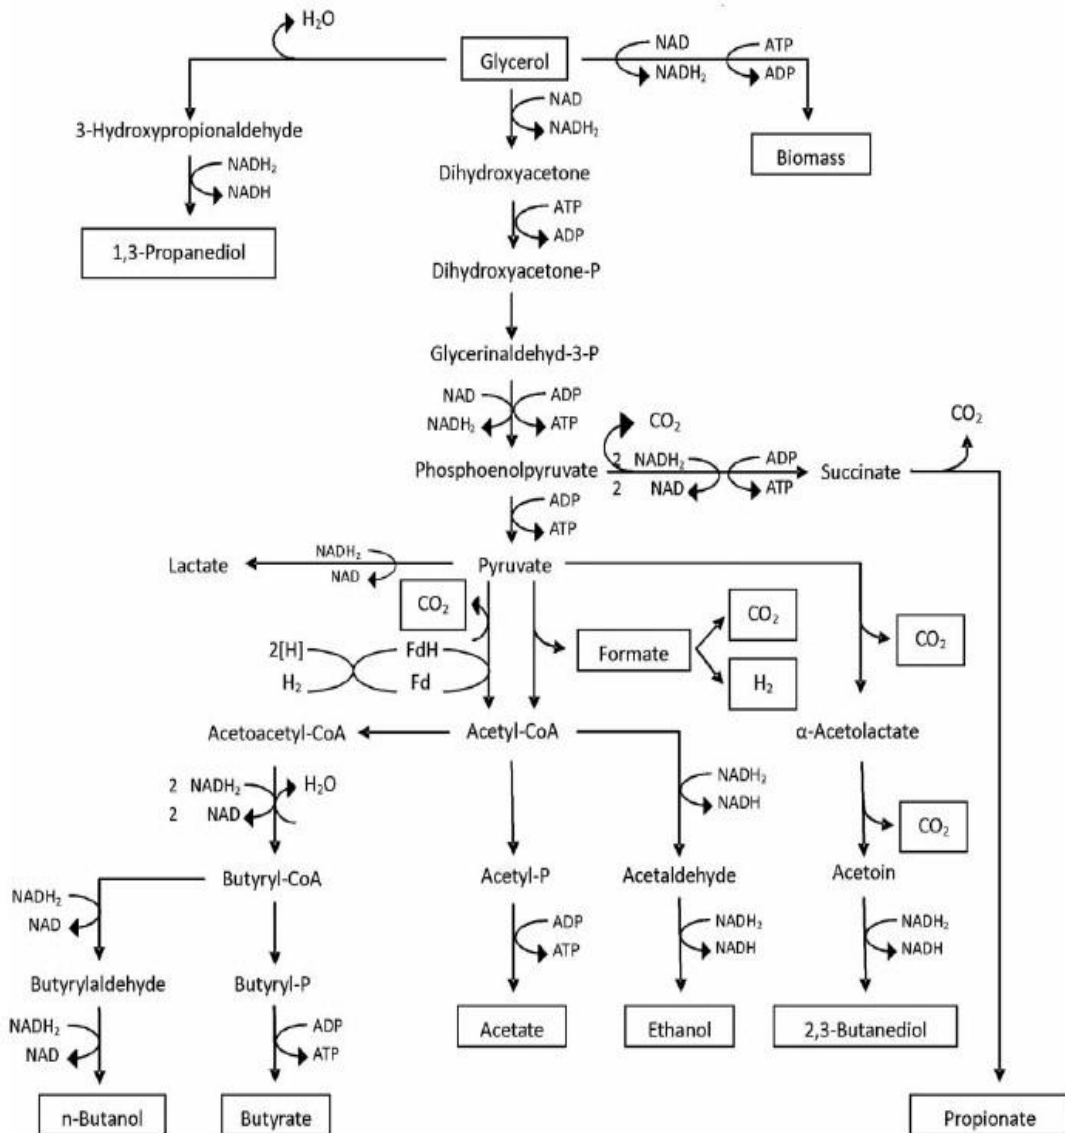 H₂O
Glycerol
NAD
NADH₂
ATP
ADP
Biomass
3-Hydroxypropionaldehyde
NADH₂
NADH
1,3-Propanediol
NAD
NADH₂
Dihydroxyacetone
ATP
ADP
Dihydroxyacetone-P
Glycerinaldehyd-3-P
NAD
NADH₂
ADP
ATP
Phosphoenolpyruvate
CO₂
2 NADH₂
2 NAD
ADP
ATP
Succinate
CO₂
ADP
ATP
Lactate
NADH₂
NAD
Pyruvate
CO₂
2[H]
H₂
FdH
Fd
Formate
CO₂
H₂
CO₂
Acetoacetyl-CoA
Acetyl-CoA
α-Acetolactate
2 NADH₂
2 NAD
H₂O
NADH₂
NADH
CO₂
Butyryl-CoA
Acetyl-P
Acetaldehyde
Acetoin
NADH₂
NAD
ADP
ATP
NADH₂
NADH
NADH₂
NADH
Butyrylaldehyde
Butyryl-P
NADH₂
NAD
ADP
ATP
Acetate
Ethanol
2,3-Butanediol
n-Butanol
Butyrate
Propionate